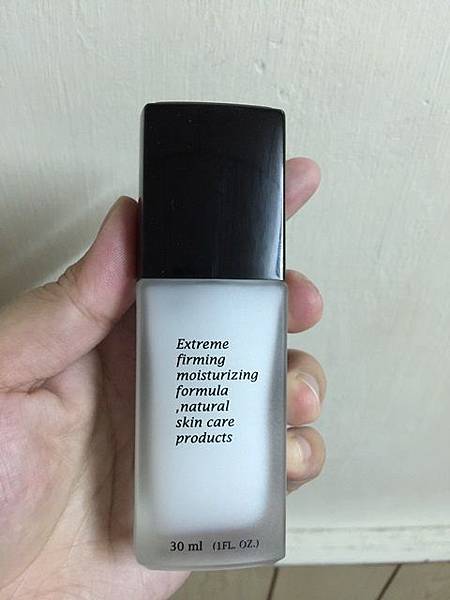 Extreme
firming
moisturizing
formula
,natural
skin care
products
30 ml (1FL. OZ.)